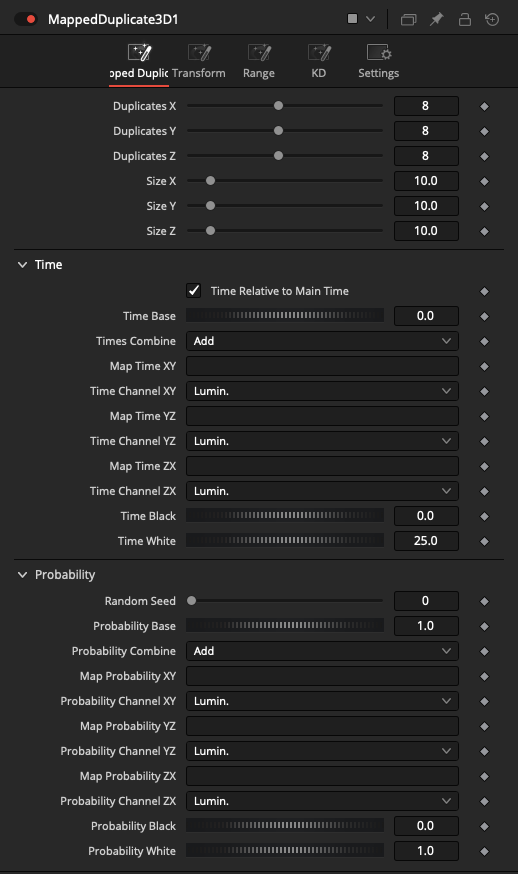 MappedDuplicate3D1
pped Duplic Transform Range KD Settings
Duplicates X 8
Duplicates Y 8
Duplicates Z 8
Size X 10.0
Size Y 10.0
Size Z 10.0
Time
Time Relative to Main Time
Time Base 0.0
Times Combine Add
Map Time XY
Time Channel XY Lumin.
Map Time YZ
Time Channel YZ Lumin.
Map Time ZX
Time Channel ZX Lumin.
Time Black 0.0
Time White 25.0
Probability
Random Seed 0
Probability Base 1.0
Probability Combine Add
Map Probability XY
Probability Channel XY Lumin.
Map Probability YZ
Probability Channel YZ Lumin.
Map Probability ZX
Probability Channel ZX Lumin.
Probability Black 0.0
Probability White 1.0